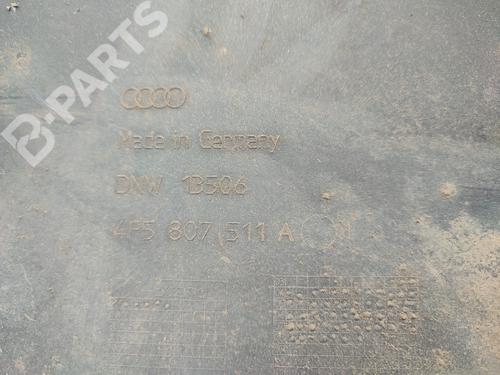 B-PARTS
Made in Germany
DNW 13506
4F5 807 511 A